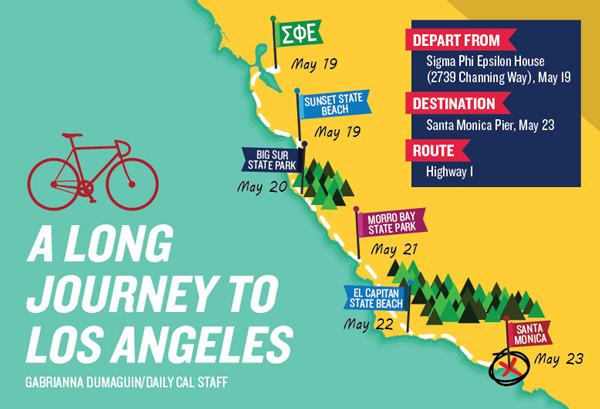 ΣΦΕ
May 19
SUNSET STATE
BEACH
May 19
BIG SUR
STATE PARK
May 20
MORRO BAY
STATE PARK
May 21
EL CAPITAN
STATE BEACH
May 22
SANTA
MONICA
May 23
DEPART FROM
Sigma Phi Epsilon House
(2739 Channing Way), May 19
DESTINATION
Santa Monica Pier, May 23
ROUTE
Highway 1
A LONG
JOURNEY TO
LOS ANGELES
GABRIANNA DUMAGUIN/DAILY CAL STAFF